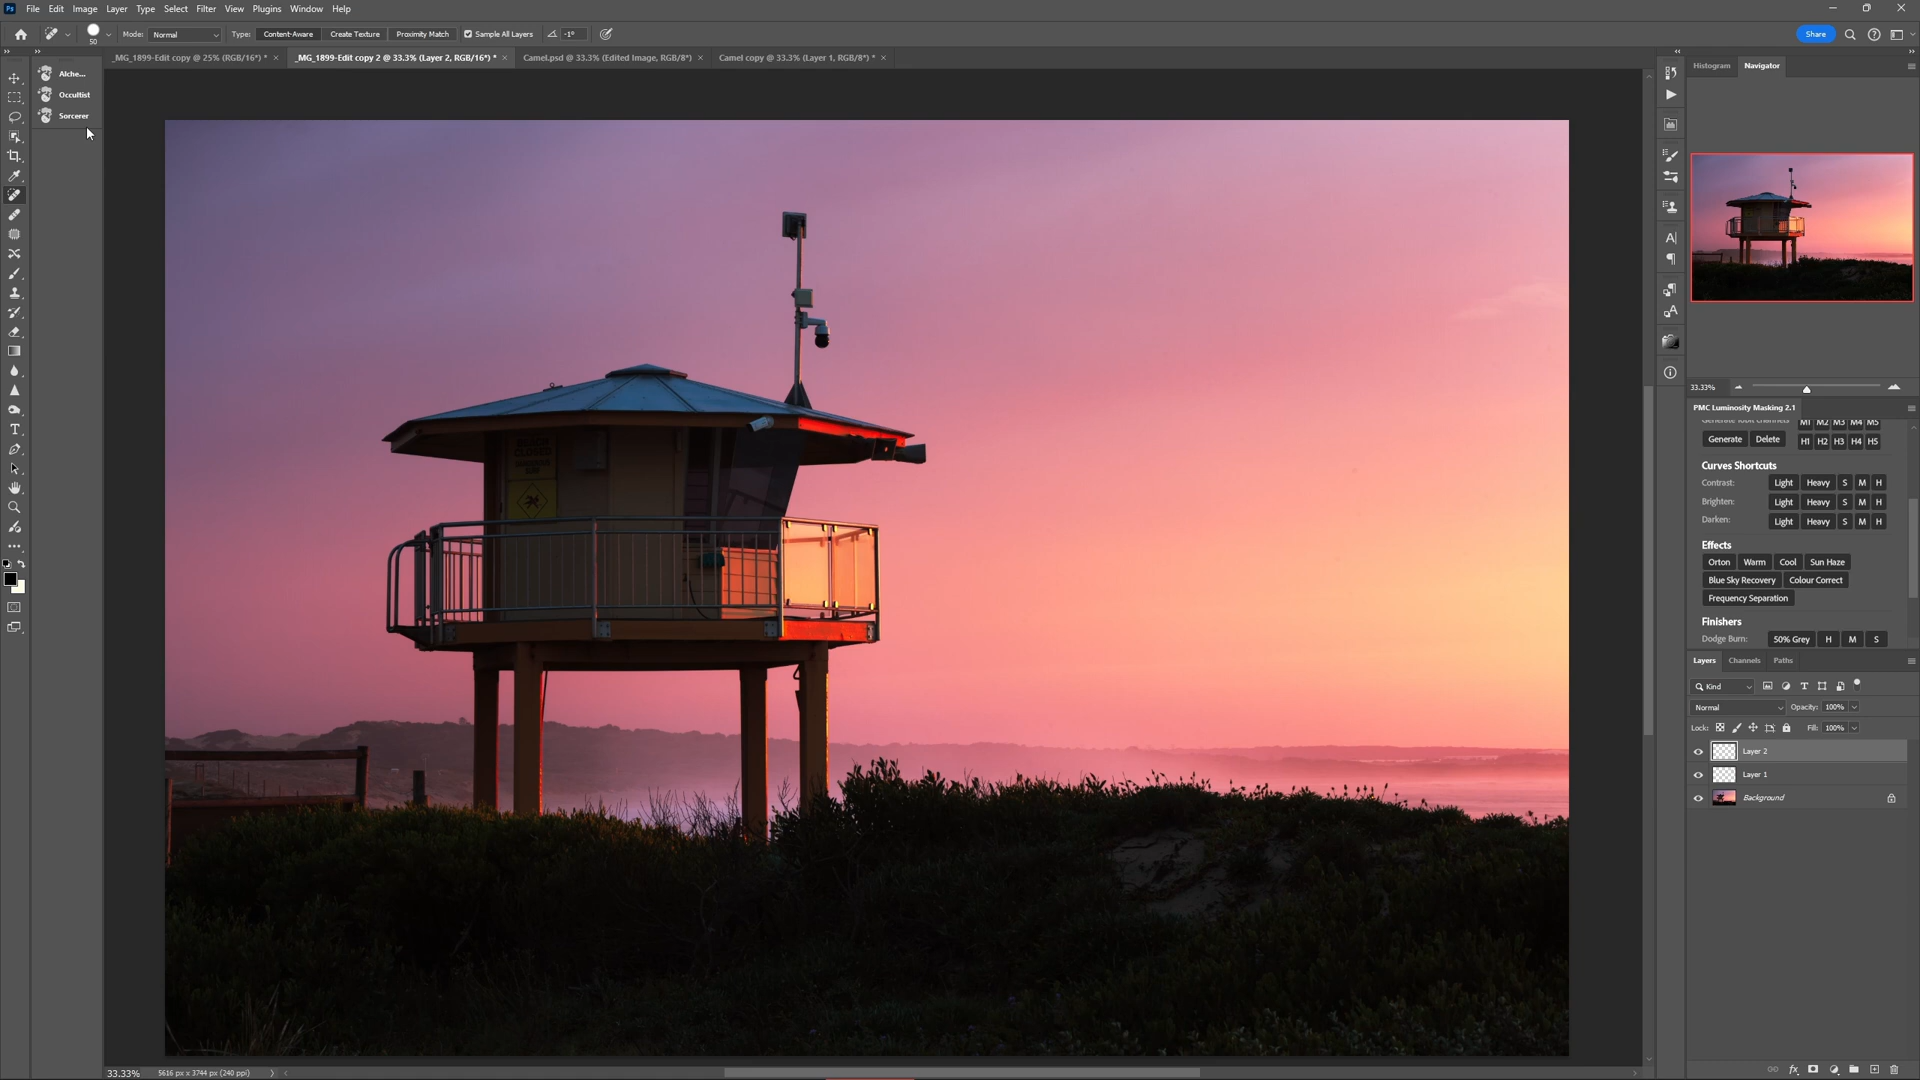 Ps File Edit Image Layer Type Select Filter View Plugins Window Help
50 Mode: Normal Type: Content-Aware Create Texture Proximity Match Sample All Layers -1° Share
_MG_1899-Edit copy @ 25% (RGB/16*) * × _MG_1899-Edit copy 2 @ 33.3% (Layer 2, RGB/16*) * × Camel.psd @ 33.3% (Edited Image, RGB/8*) × Camel copy @ 33.3% (Layer 1, RGB/8*) * ×
Histogram Navigator
Alche...
Occultist
Sorcerer
33.33%
PMC Luminosity Masking 2.1
M1 M2 M3 M4 M5
Generate Delete H1 H2 H3 H4 H5
Curves Shortcuts
Contrast: Light Heavy S M H
Brighten: Light Heavy S M H
Darken: Light Heavy S M H
Effects
Orton Warm Cool Sun Haze
Blue Sky Recovery Colour Correct
Frequency Separation
Finishers
Dodge Burn: 50% Grey H M S
Layers Channels Paths
Kind
Normal Opacity: 100%
Lock: Fill: 100%
Layer 2
Layer 1
Background
BEACH
CLOSED
33.33% 5616 px x 3744 px (240 ppi)